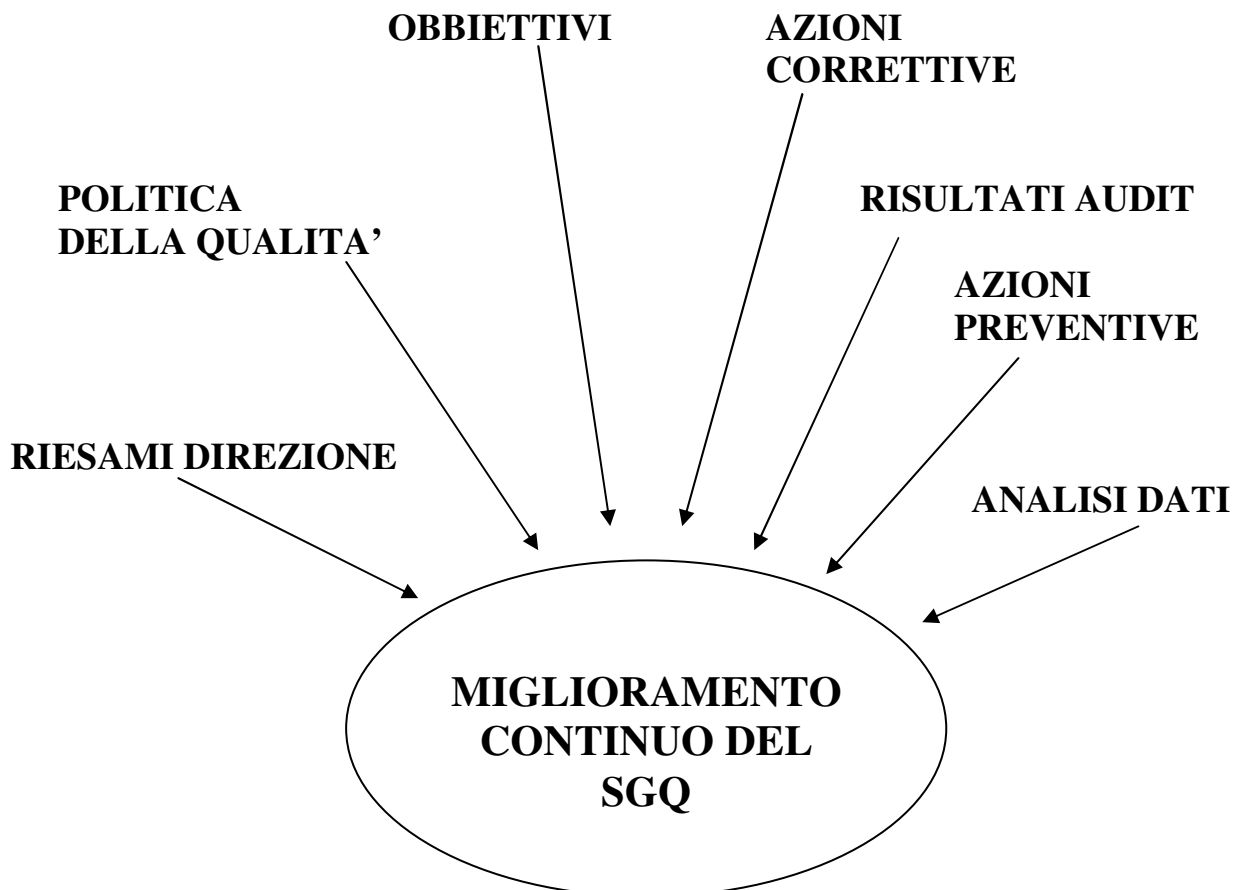 OBBIETTIVI
AZIONI
CORRETTIVE
POLITICA
DELLA QUALITA’
RISULTATI AUDIT
AZIONI
PREVENTIVE
RIESAMI DIREZIONE
ANALISI DATI
MIGLIORAMENTO
CONTINUO DEL
SGQ